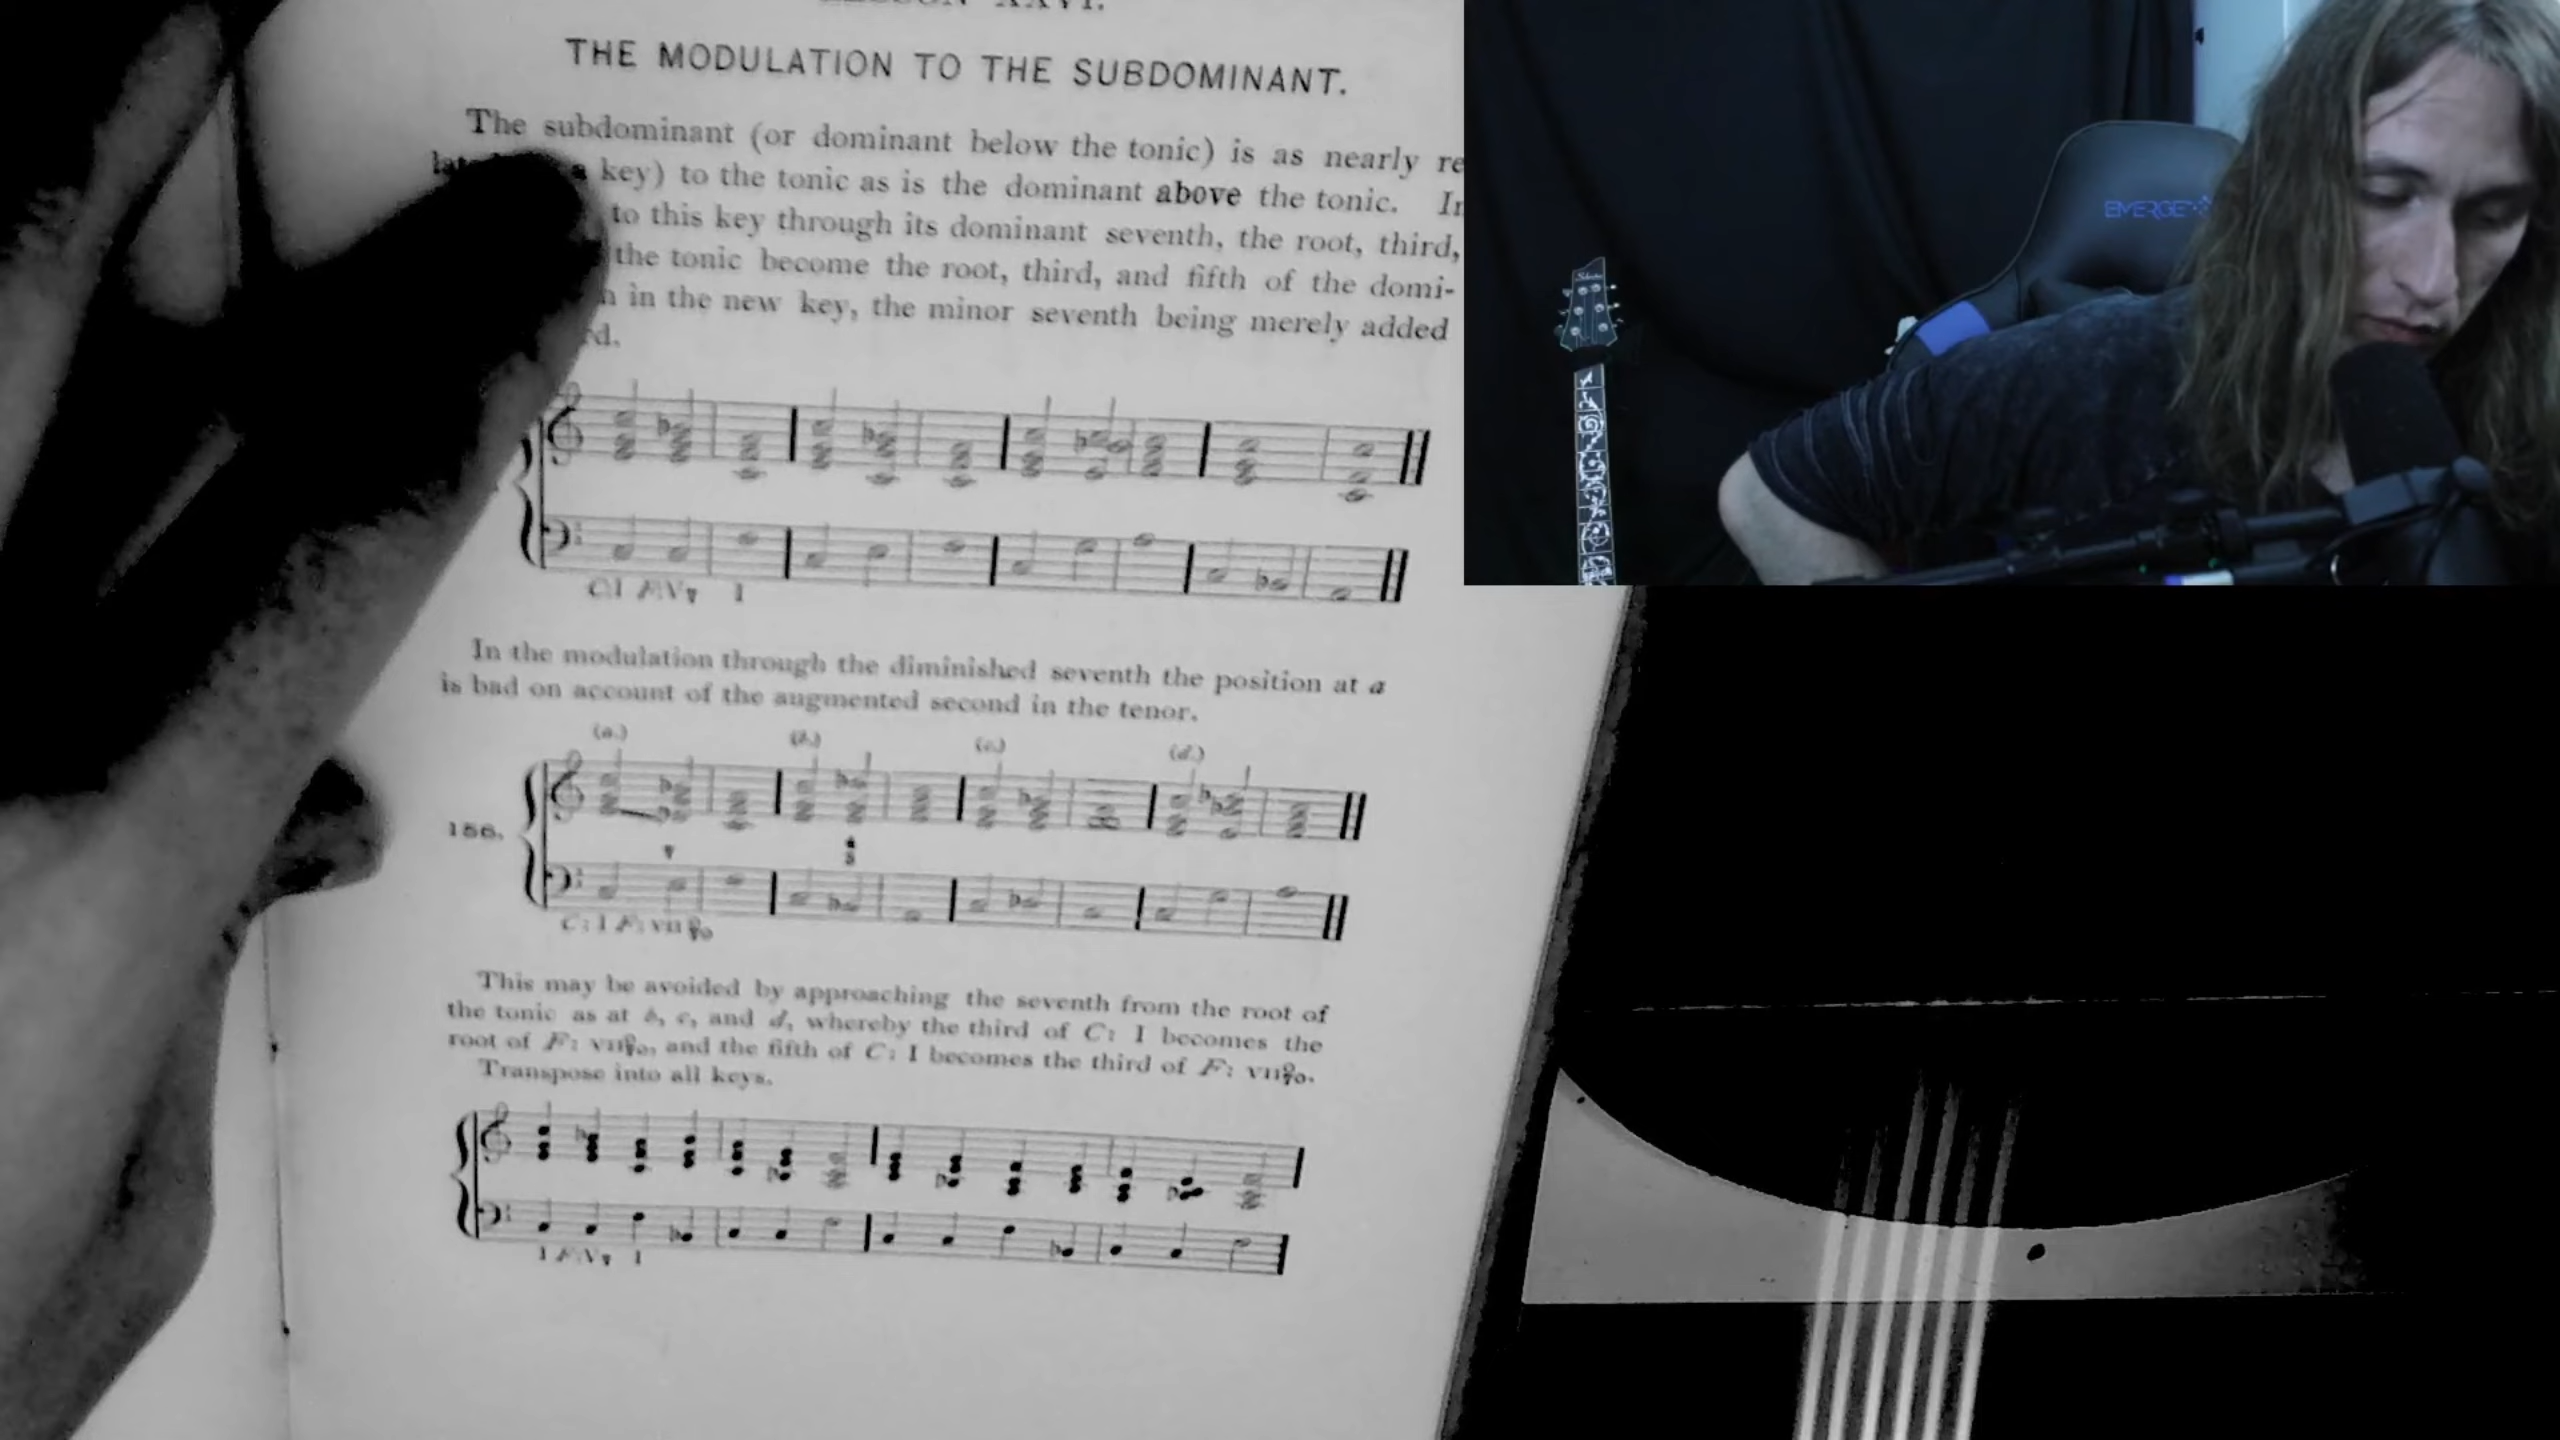 LESSON XXVI.
THE MODULATION TO THE SUBDOMINANT.
The subdominant (or dominant below the tonic) is as nearly re
key) to the tonic as is the dominant above the tonic. In
to this key through its dominant seventh, the root, third,
the tonic become the root, third, and fifth of the domi-
in the new key, the minor seventh being merely added
C:I F:V7 I
In the modulation through the diminished seventh the position at a
is bad on account of the augmented second in the tenor.
(a.) (b.) (c.) (d.)
156.
C: I F: VII
This may be avoided by approaching the seventh from the root of
the tonic as at b, c, and d, whereby the third of C: I becomes the
root of F: and the fifth of C: I becomes the third of F:
Transpose into all keys.
I F:V7 I
EMERGE
Schecter